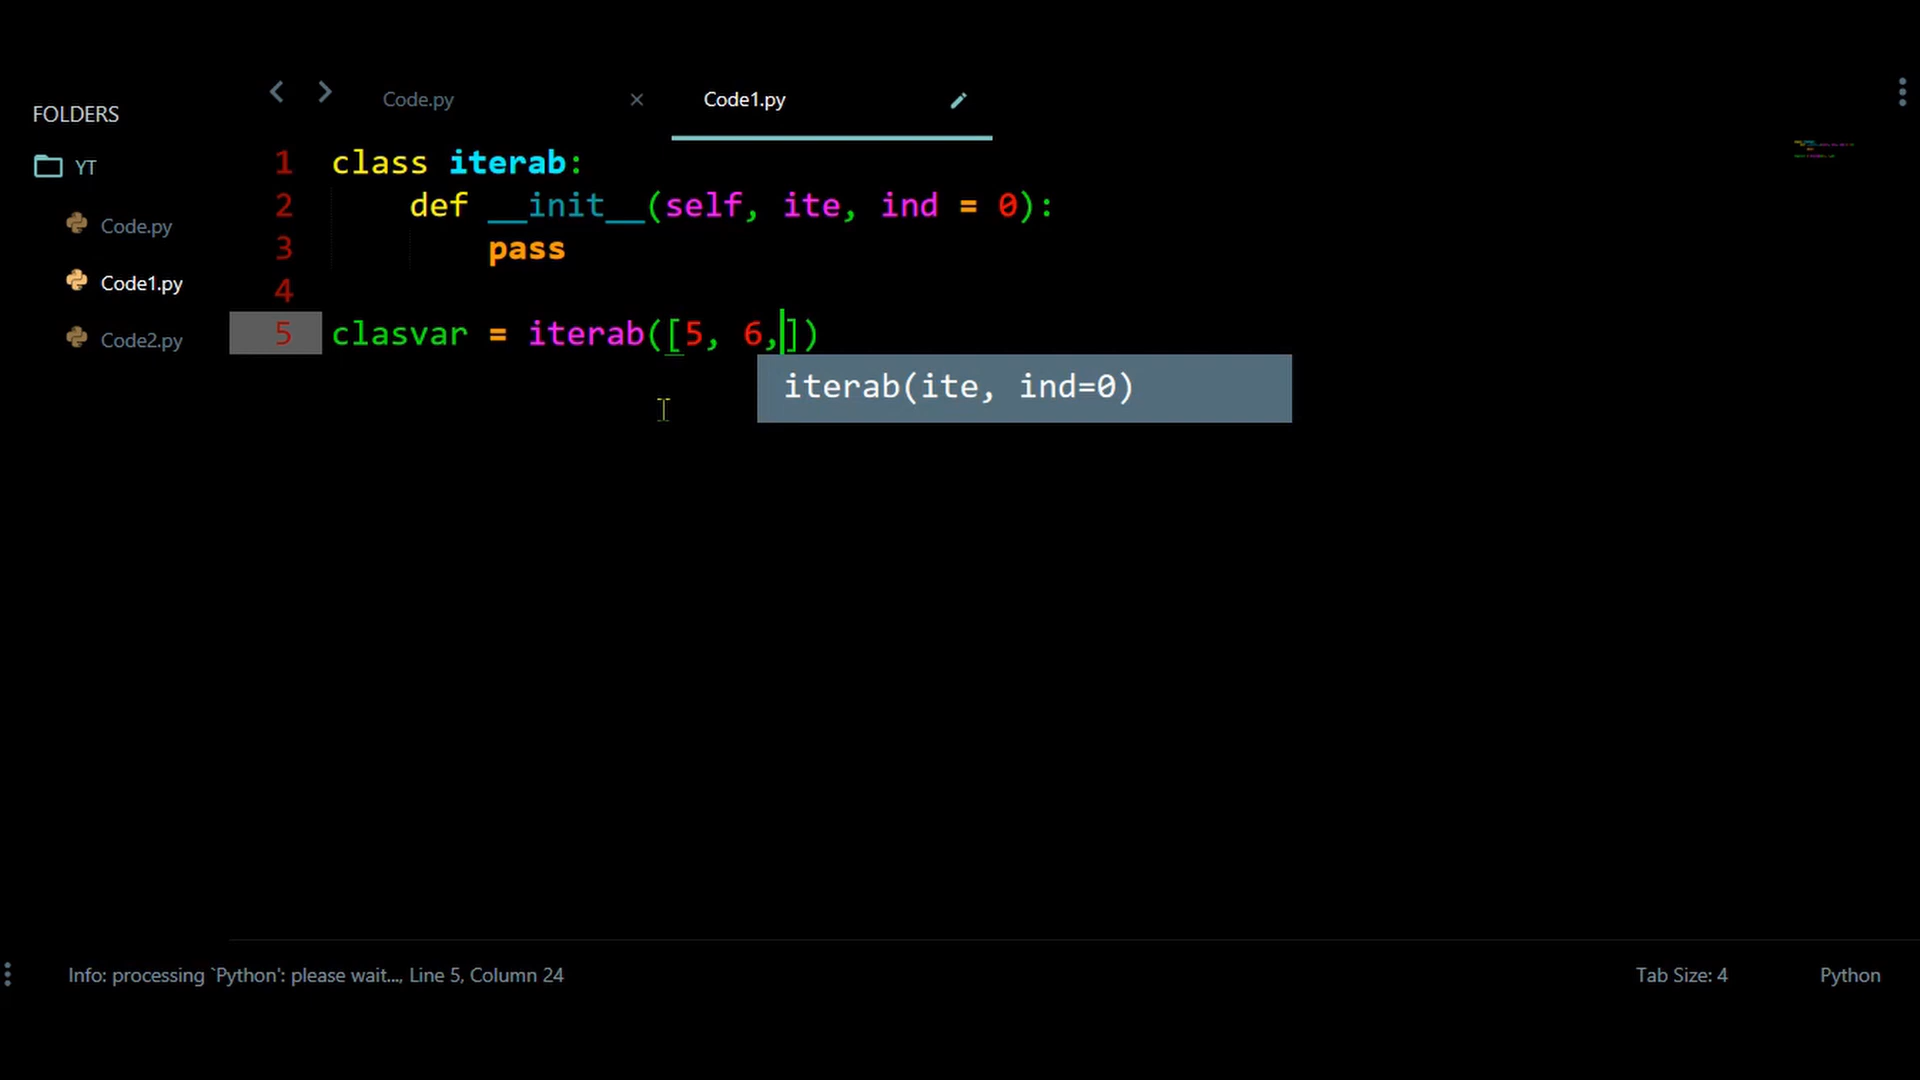 FOLDERS
YT
Code.py
Code1.py
Code2.py
Code.py
Code1.py
1 class iterab:
2     def __init__(self, ite, ind = 0):
3         pass
4
5 clasvar = iterab([5, 6,])
iterab(ite, ind=0)
Info: processing `Python': please wait..., Line 5, Column 24
Tab Size: 4
Python